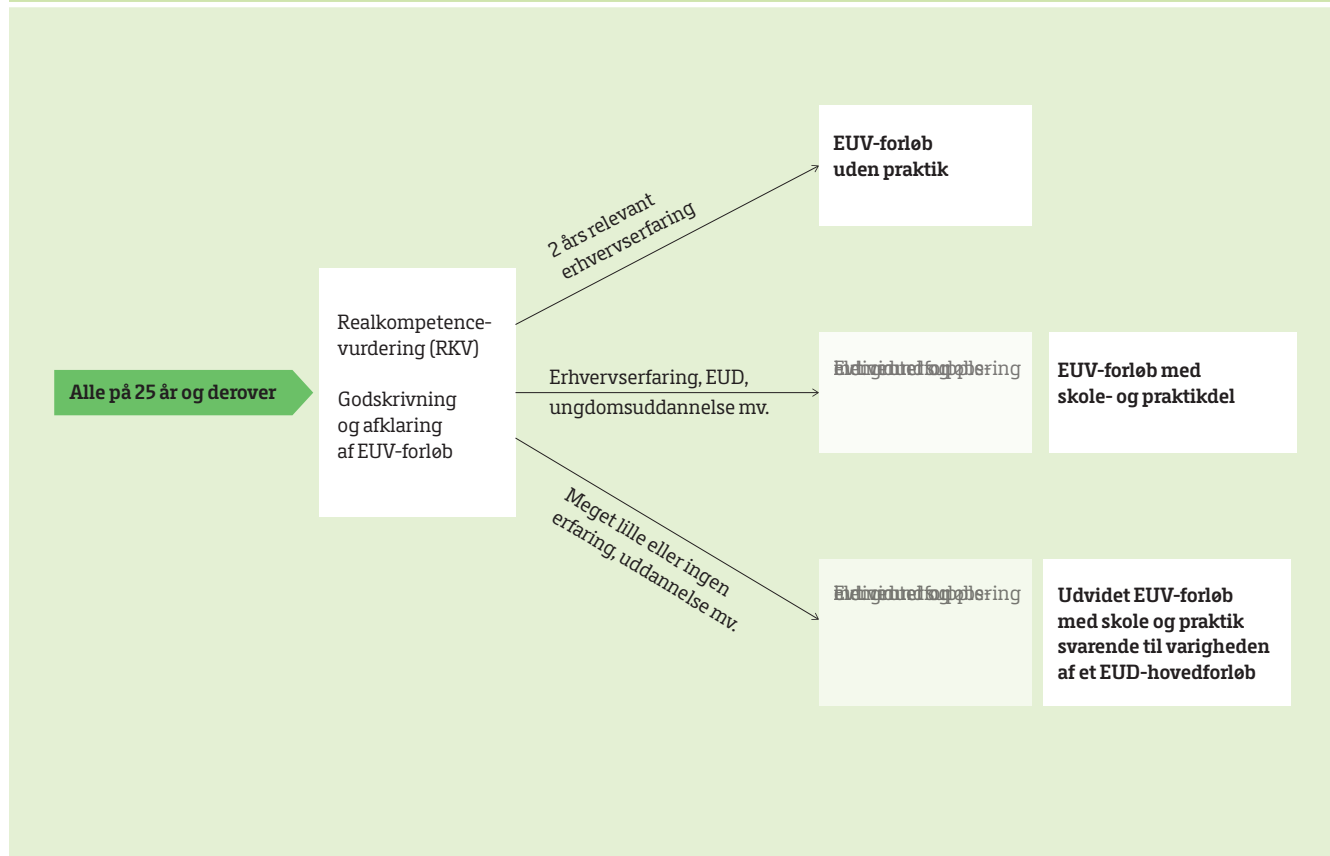 Alle på 25 år og derover
Realkompetence-
vurdering (RKV)
Godskrivning
og afklaring
af EUV-forløb
2 års relevant
erhvervserfaring
EUV-forløb
uden praktik
Erhvervserfaring, EUD,
ungdomsuddannelse mv.
EUV-forløb med
skole- og praktikdel
Meget lille eller ingen
erfaring, uddannelse mv.
Udvidet EUV-forløb
med skole og praktik
svarende til varigheden
af et EUD-hovedforløb